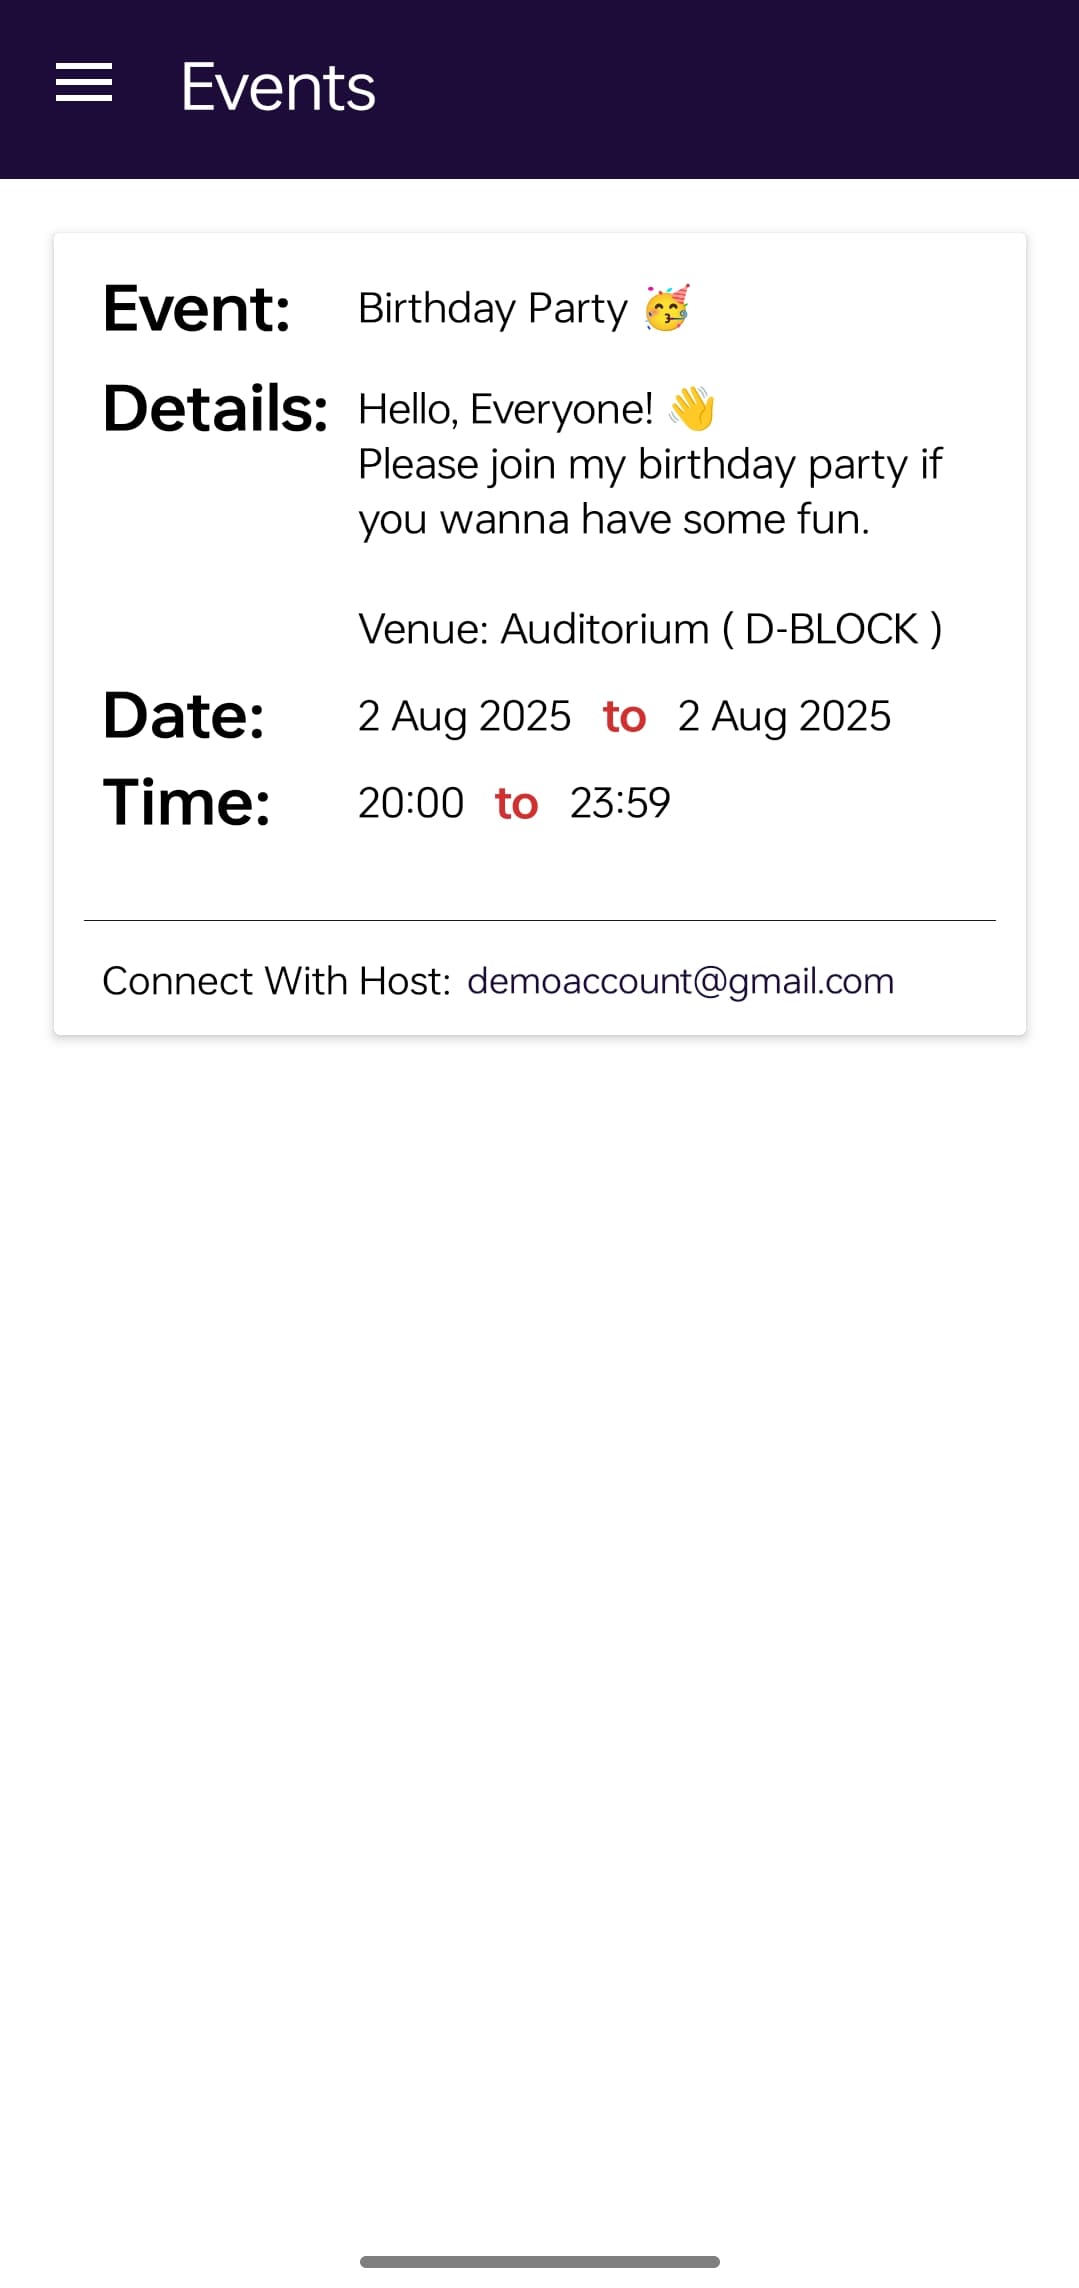 Events
Event: Birthday Party 🥳
Details: Hello, Everyone! 👋
Please join my birthday party if
you wanna have some fun.
Venue: Auditorium ( D-BLOCK )
Date: 2 Aug 2025 to 2 Aug 2025
Time: 20:00 to 23:59
Connect With Host: demoaccount@gmail.com